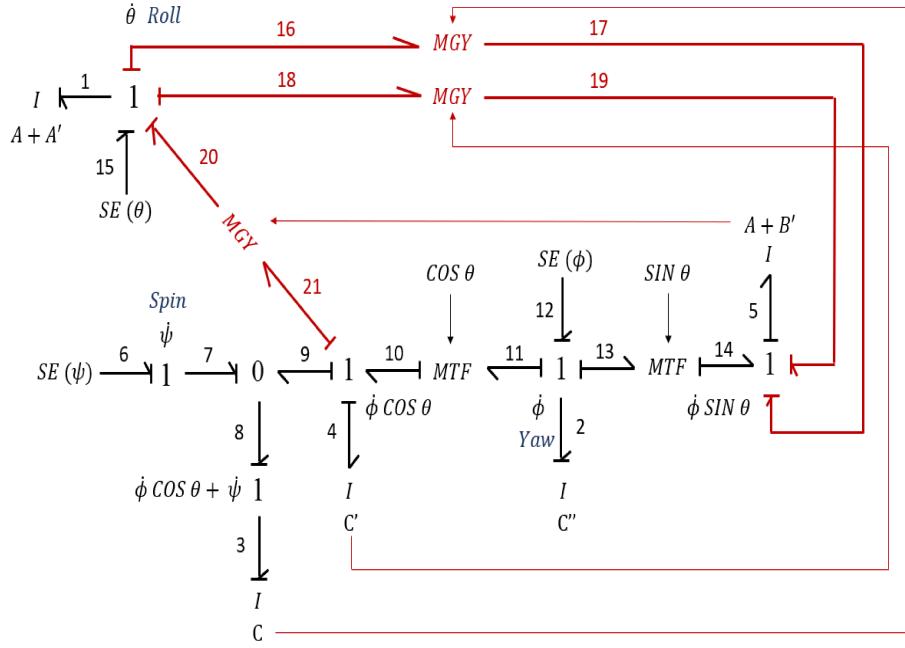 θ̇ Roll
16
17
MGY
1
18
19
I
1
MGY
A + A′
20
15
SE (θ)
MGY
A + B′
COS θ
SE (ϕ)
SIN θ
I
21
Spin
12
5
ψ̇
6
7
9
10
11
13
14
SE (ψ)
1
0
1
MTF
1
MTF
1
ϕ̇ COS θ
ϕ̇
ϕ̇ SIN θ
8
4
Yaw
2
ϕ̇ COS θ + ψ̇ 1
I
I
C'
C''
3
I
C